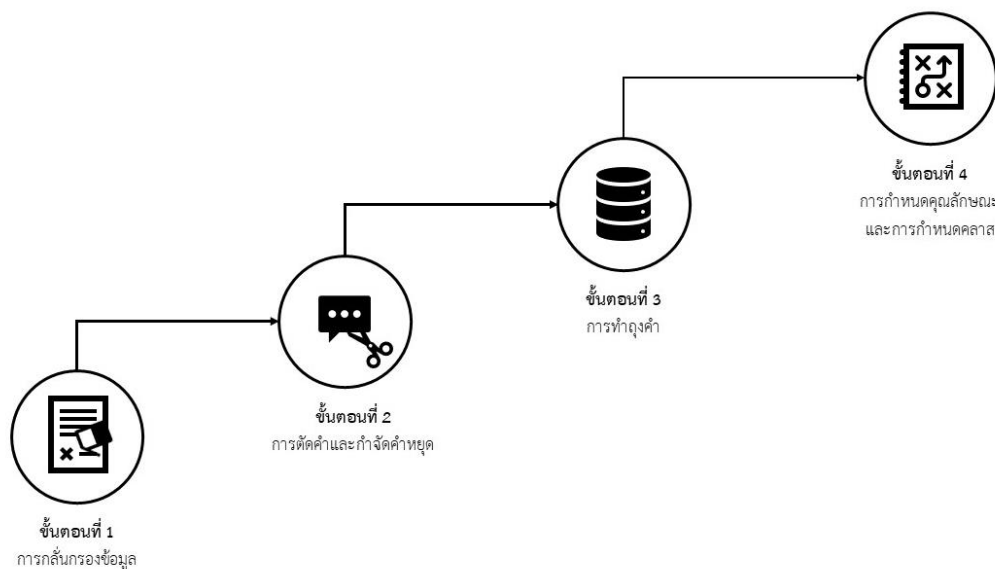 ขั้นตอนที่ 1
การกลั่นกรองข้อมูล
ขั้นตอนที่ 2
การตัดคำและกำจัดคำหยุด
ขั้นตอนที่ 3
การทำถุงคำ
ขั้นตอนที่ 4
การกำหนดคุณลักษณะ
และการกำหนดคลาส